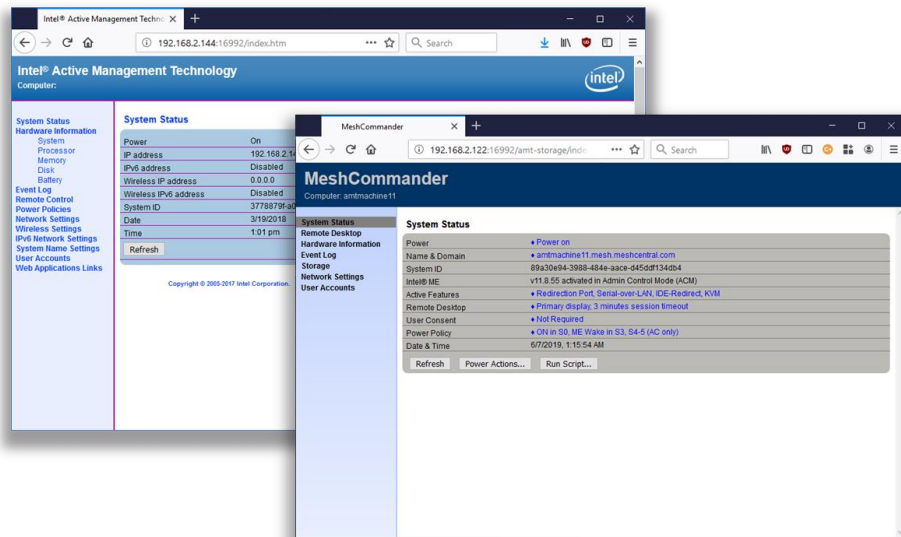 Intel® Active Management Techno
192.168.2.144:16992/index.htm
Search
Intel® Active Management Technology
Computer:
intel
System Status
Hardware Information
System
Processor
Memory
Disk
Battery
Event Log
Remote Control
Power Policies
Network Settings
Wireless Settings
IPv6 Network Settings
System Name Settings
User Accounts
Web Applications Links
System Status
Power On
IP address 192.168.2.14
IPv6 address Disabled
Wireless IP address 0.0.0.0
Wireless IPv6 address Disabled
System ID 3778879f-a0
Date 3/19/2018
Time 1:01 pm
Refresh
Copyright © 2005-2017 Intel Corporation.
MeshCommander
192.168.2.122:16992/amt-storage/inde
Search
MeshCommander
Computer: amtmachine11
System Status
Remote Desktop
Hardware Information
Event Log
Storage
Network Settings
User Accounts
System Status
Power ♦ Power on
Name & Domain ♦ amtmachine11.mesh.meshcentral.com
System ID 89a30e94-3988-484e-aace-d45ddf134db4
Intel® ME v11.8.55 activated in Admin Control Mode (ACM)
Active Features ♦ Redirection Port, Serial-over-LAN, IDE-Redirect, KVM
Remote Desktop ♦ Primary display, 3 minutes session timeout
User Consent ♦ Not Required
Power Policy ♦ ON in S0, ME Wake in S3, S4-5 (AC only)
Date & Time 6/7/2019, 1:15:54 AM
Refresh Power Actions... Run Script...